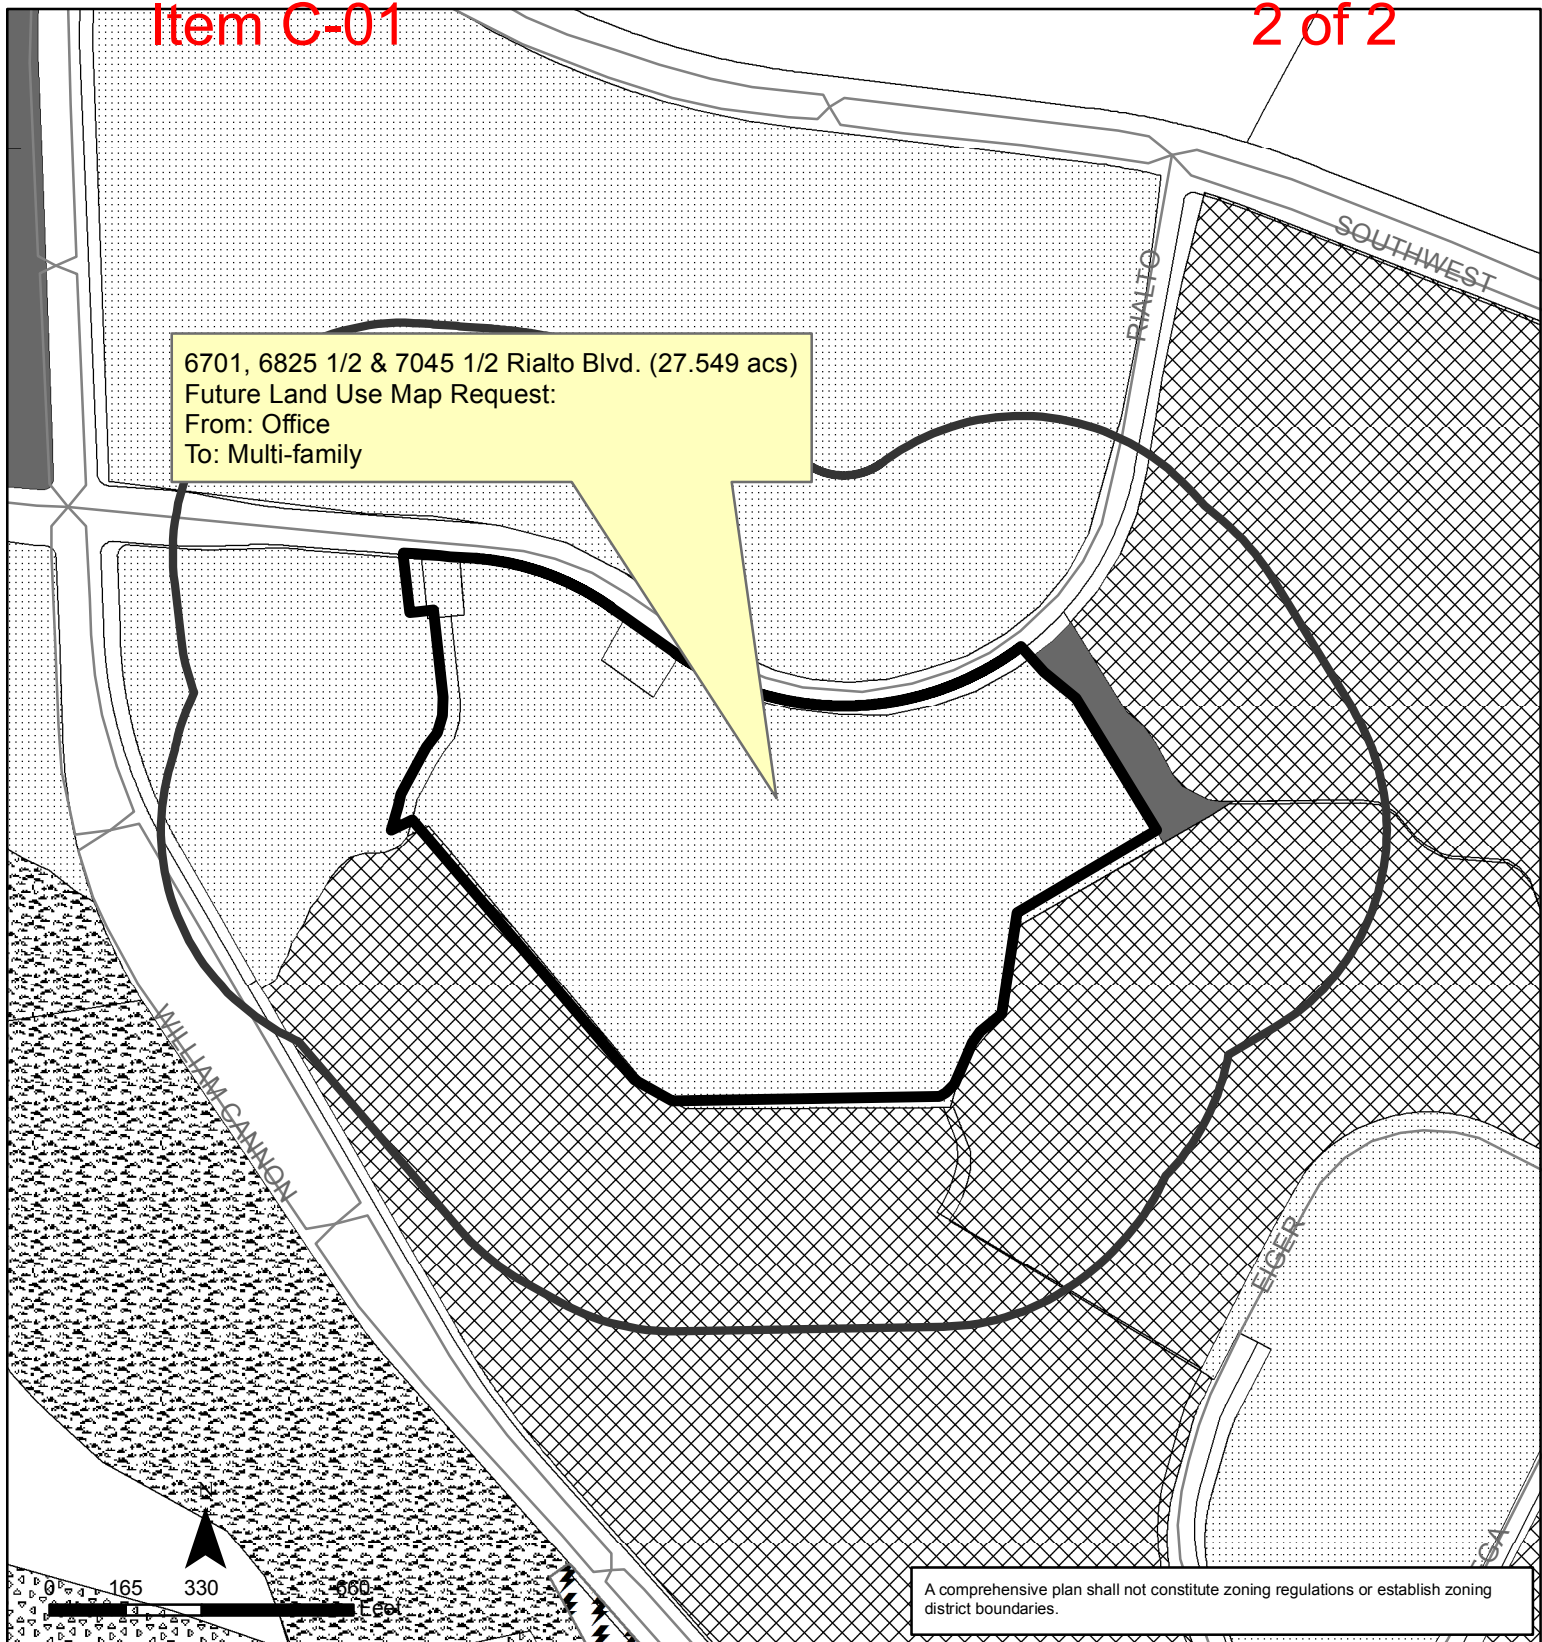 Item C-01
2 of 2
SOUTHWEST
RIALTO
6701, 6825 1/2 & 7045 1/2 Rialto Blvd. (27.549 acs)
Future Land Use Map Request:
From: Office
To: Multi-family
WILLIAM CANNON
EIGER
EGA
N
0 165 330 660
Feet
A comprehensive plan shall not constitute zoning regulations or establish zoning
district boundaries.